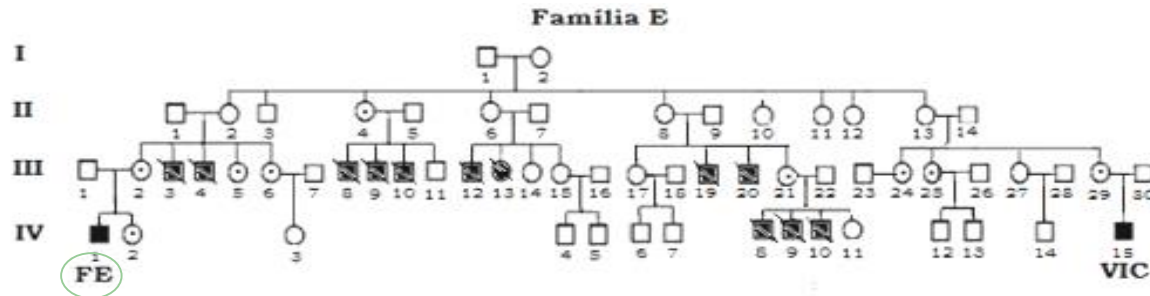 Família E
I
1 2
II
1 2 3 4 5 6 7 8 9 10 11 12 13 14
III
1 2 3 4 5 6 7 8 9 10 11 12 13 14 15 16 17 18 19 20 21 22 23 24 25 26 27 28 29 30
IV
1 2 3 4 5 6 7 8 9 10 11 12 13 14 15
FE VIC